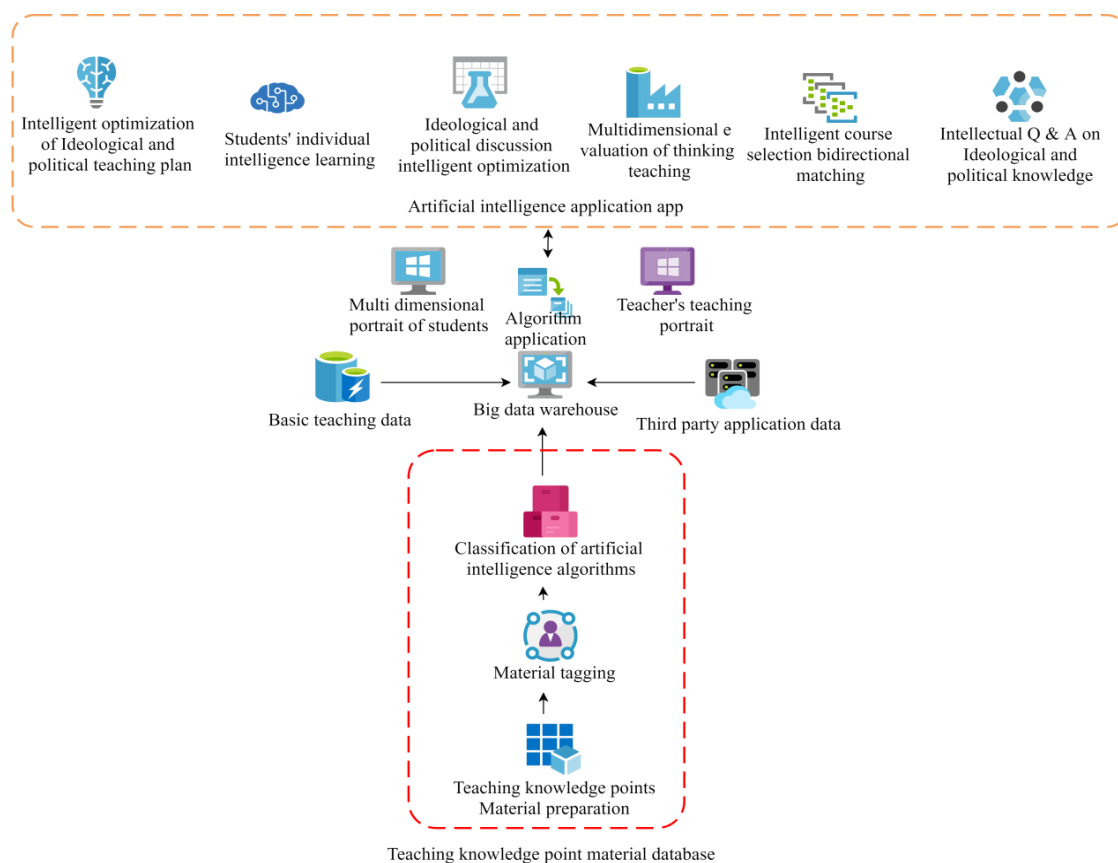 Intelligent optimization
of Ideological and
political teaching plan
Students' individual
intelligence learning
Ideological and
political discussion
intelligent optimization
Multidimensional e
valuation of thinking
teaching
Intelligent course
selection bidirectional
matching
Intellectual Q & A on
Ideological and
political knowledge
Artificial intelligence application app
Multi dimensional
portrait of students
Algorithm
application
Teacher's teaching
portrait
Basic teaching data
Big data warehouse
Third party application data
Classification of artificial
intelligence algorithms
Material tagging
Teaching knowledge points
Material preparation
Teaching knowledge point material database